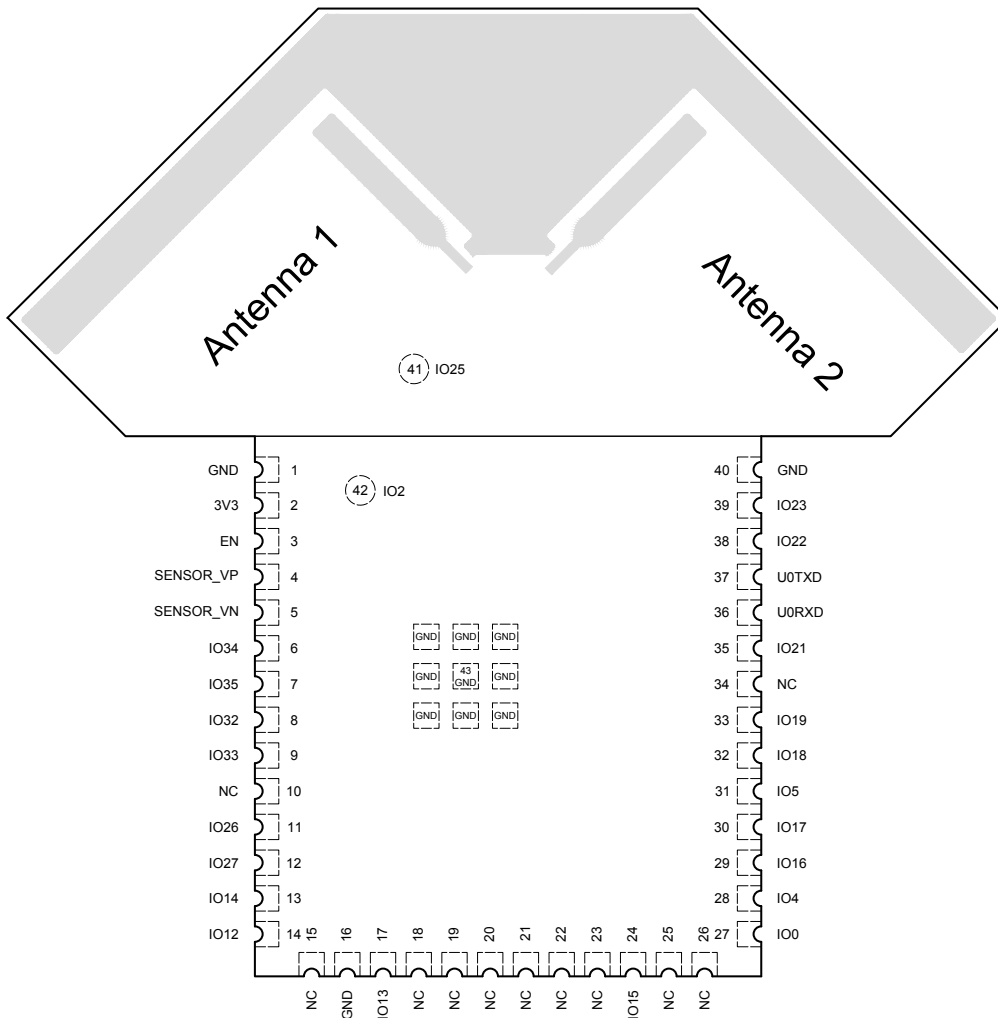 Antenna 1
Antenna 2
41 IO25
GND 1
3V3 2
EN 3
SENSOR_VP 4
SENSOR_VN 5
IO34 6
IO35 7
IO32 8
IO33 9
NC 10
IO26 11
IO27 12
IO14 13
IO12 14
42 IO2
GND GND GND
GND 43 GND GND
GND GND GND
40 GND
39 IO23
38 IO22
37 U0TXD
36 U0RXD
35 IO21
34 NC
33 IO19
32 IO18
31 IO5
30 IO17
29 IO16
28 IO4
27 IO0
15 NC
16 GND
17 IO13
18 NC
19 NC
20 NC
21 NC
22 NC
23 NC
24 IO15
25 NC
26 NC